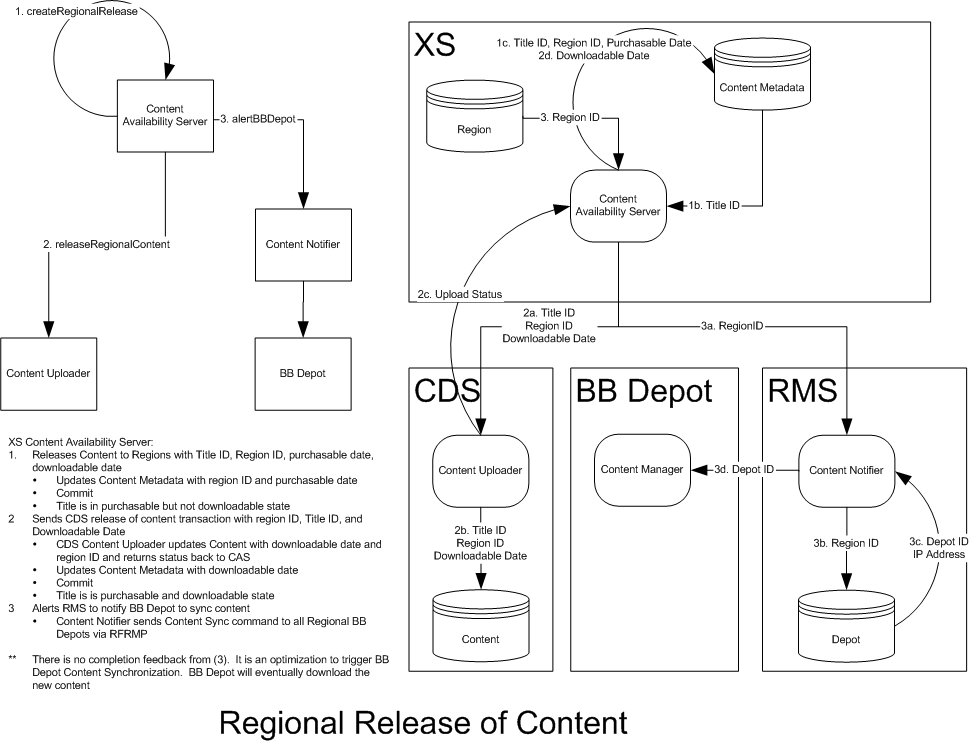 1. createRegionalRelease
Content
Availability Server
3. alertBBDepot
Content Notifier
2. releaseRegionalContent
Content Uploader
BB Depot
XS
1c. Title ID, Region ID, Purchasable Date
2d. Downloadable Date
Content Metadata
Region
3. Region ID
Content
Availability Server
1b. Title ID
2c. Upload Status
2a. Title ID
Region ID
Downloadable Date
3a. RegionID
CDS
BB Depot
RMS
Content Uploader
Content Manager
3d. Depot ID
Content Notifier
2b. Title ID
Region ID
Downloadable Date
3b. Region ID
3c. Depot ID
IP Address
Content
Depot
XS Content Availability Server:
1. Releases Content to Regions with Title ID, Region ID, purchasable date,
downloadable date
• Updates Content Metadata with region ID and purchasable date
• Commit
• Title is in purchasable but not downloadable state
2 Sends CDS release of content transaction with region ID, Title ID, and
Downloadable Date
• CDS Content Uploader updates Content with downloadable date and
region ID and returns status back to CAS
• Updates Content Metadata with downloadable date
• Commit
• Title is is purchasable and downloadable state
3 Alerts RMS to notify BB Depot to sync content
• Content Notifier sends Content Sync command to all Regional BB
Depots via RFRMP
** There is no completion feedback from (3). It is an optimization to trigger BB
Depot Content Synchronization. BB Depot will eventually download the
new content
Regional Release of Content